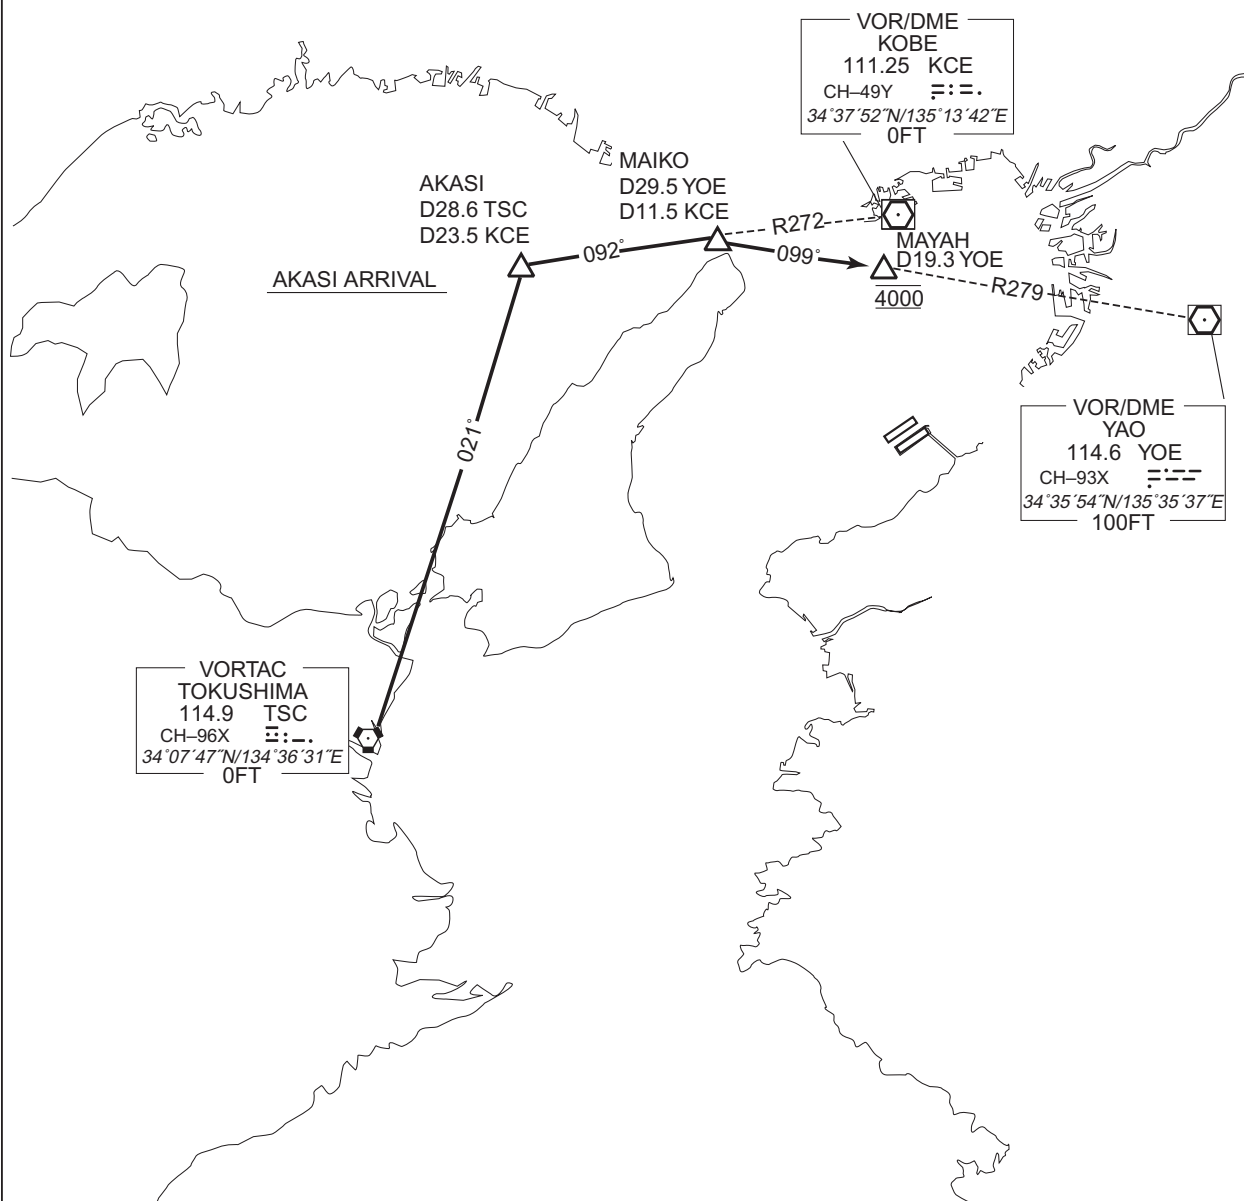 VOR/DME
KOBE
111.25 KCE
CH–49Y
34°37´52˝N/135°13´42˝E
0FT
MAIKO
D29.5 YOE
D11.5 KCE
AKASI
D28.6 TSC
D23.5 KCE
R272
092°
099°
MAYAH
D19.3 YOE
4000
AKASI ARRIVAL
R279
021°
VOR/DME
YAO
114.6 YOE
CH–93X
34°35´54˝N/135°35´37˝E
100FT
VORTAC
TOKUSHIMA
114.9 TSC
CH–96X
34°07´47˝N/134°36´31˝E
0FT